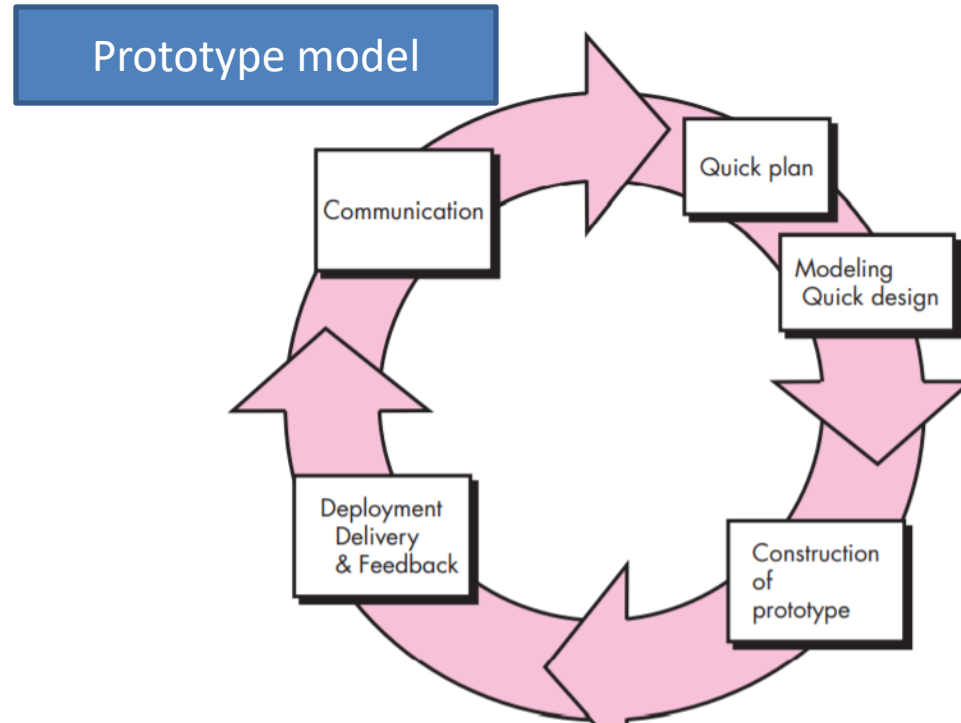 Prototype model
Communication
Quick plan
Modeling
Quick design
Construction
of
prototype
Deployment
Delivery
& Feedback